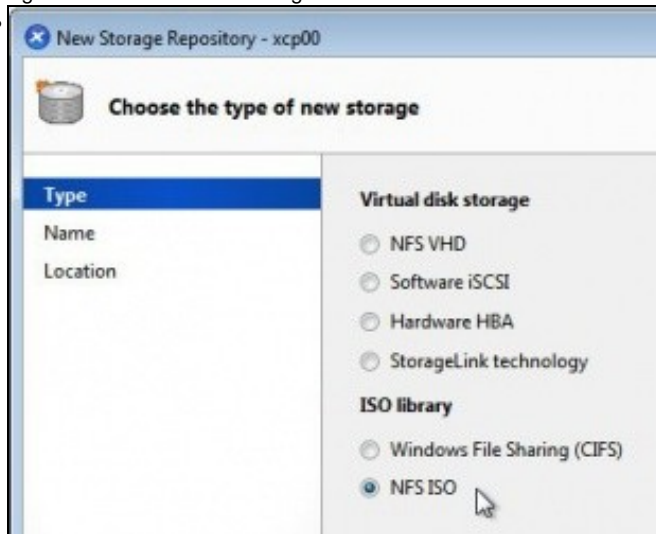 New Storage Repository - xcp00
Choose the type of new storage
Type
Name
Location
Virtual disk storage
NFS VHD
Software iSCSI
Hardware HBA
StorageLink technology
ISO library
Windows File Sharing (CIFS)
NFS ISO